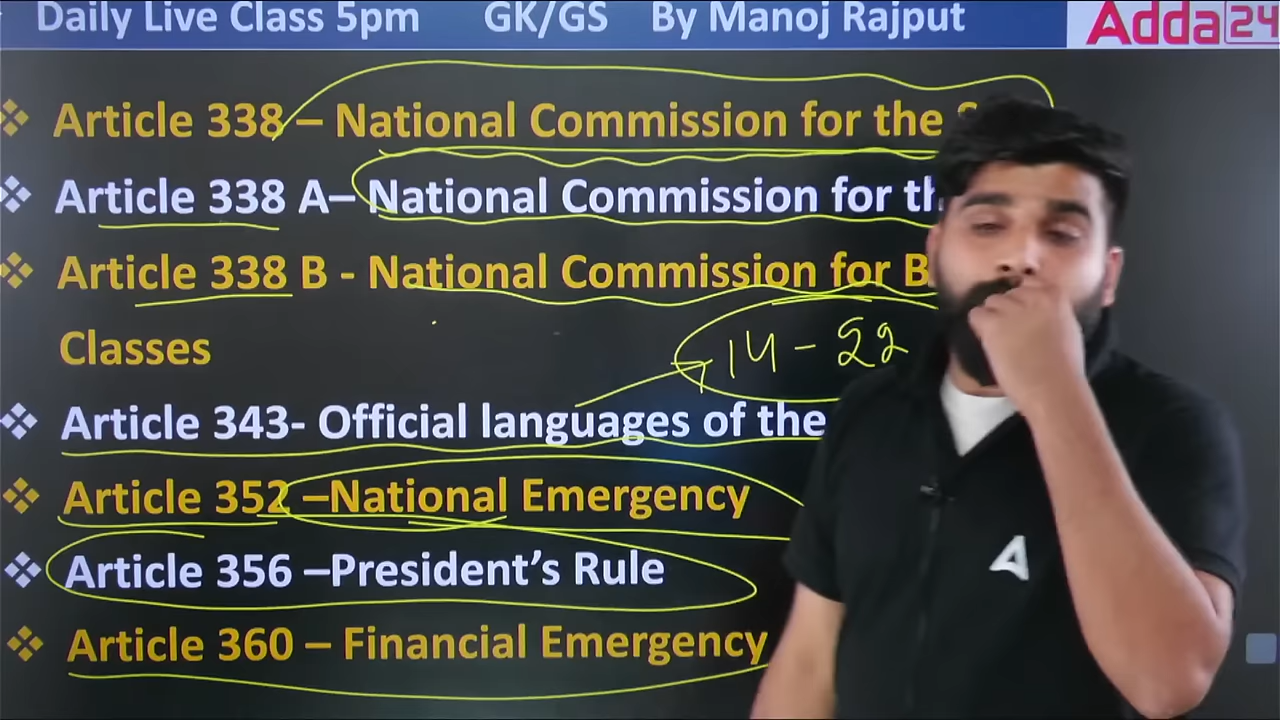 Daily Live Class 5pm GK/GS By Manoj Rajput
Adda24
❖ Article 338 – National Commission for the
❖ Article 338 A– National Commission for
❖ Article 338 B - National Commission for
Classes
14 - 22
❖ Article 343- Official languages of the
❖ Article 352 –National Emergency
❖ Article 356 –President’s Rule
❖ Article 360 – Financial Emergency